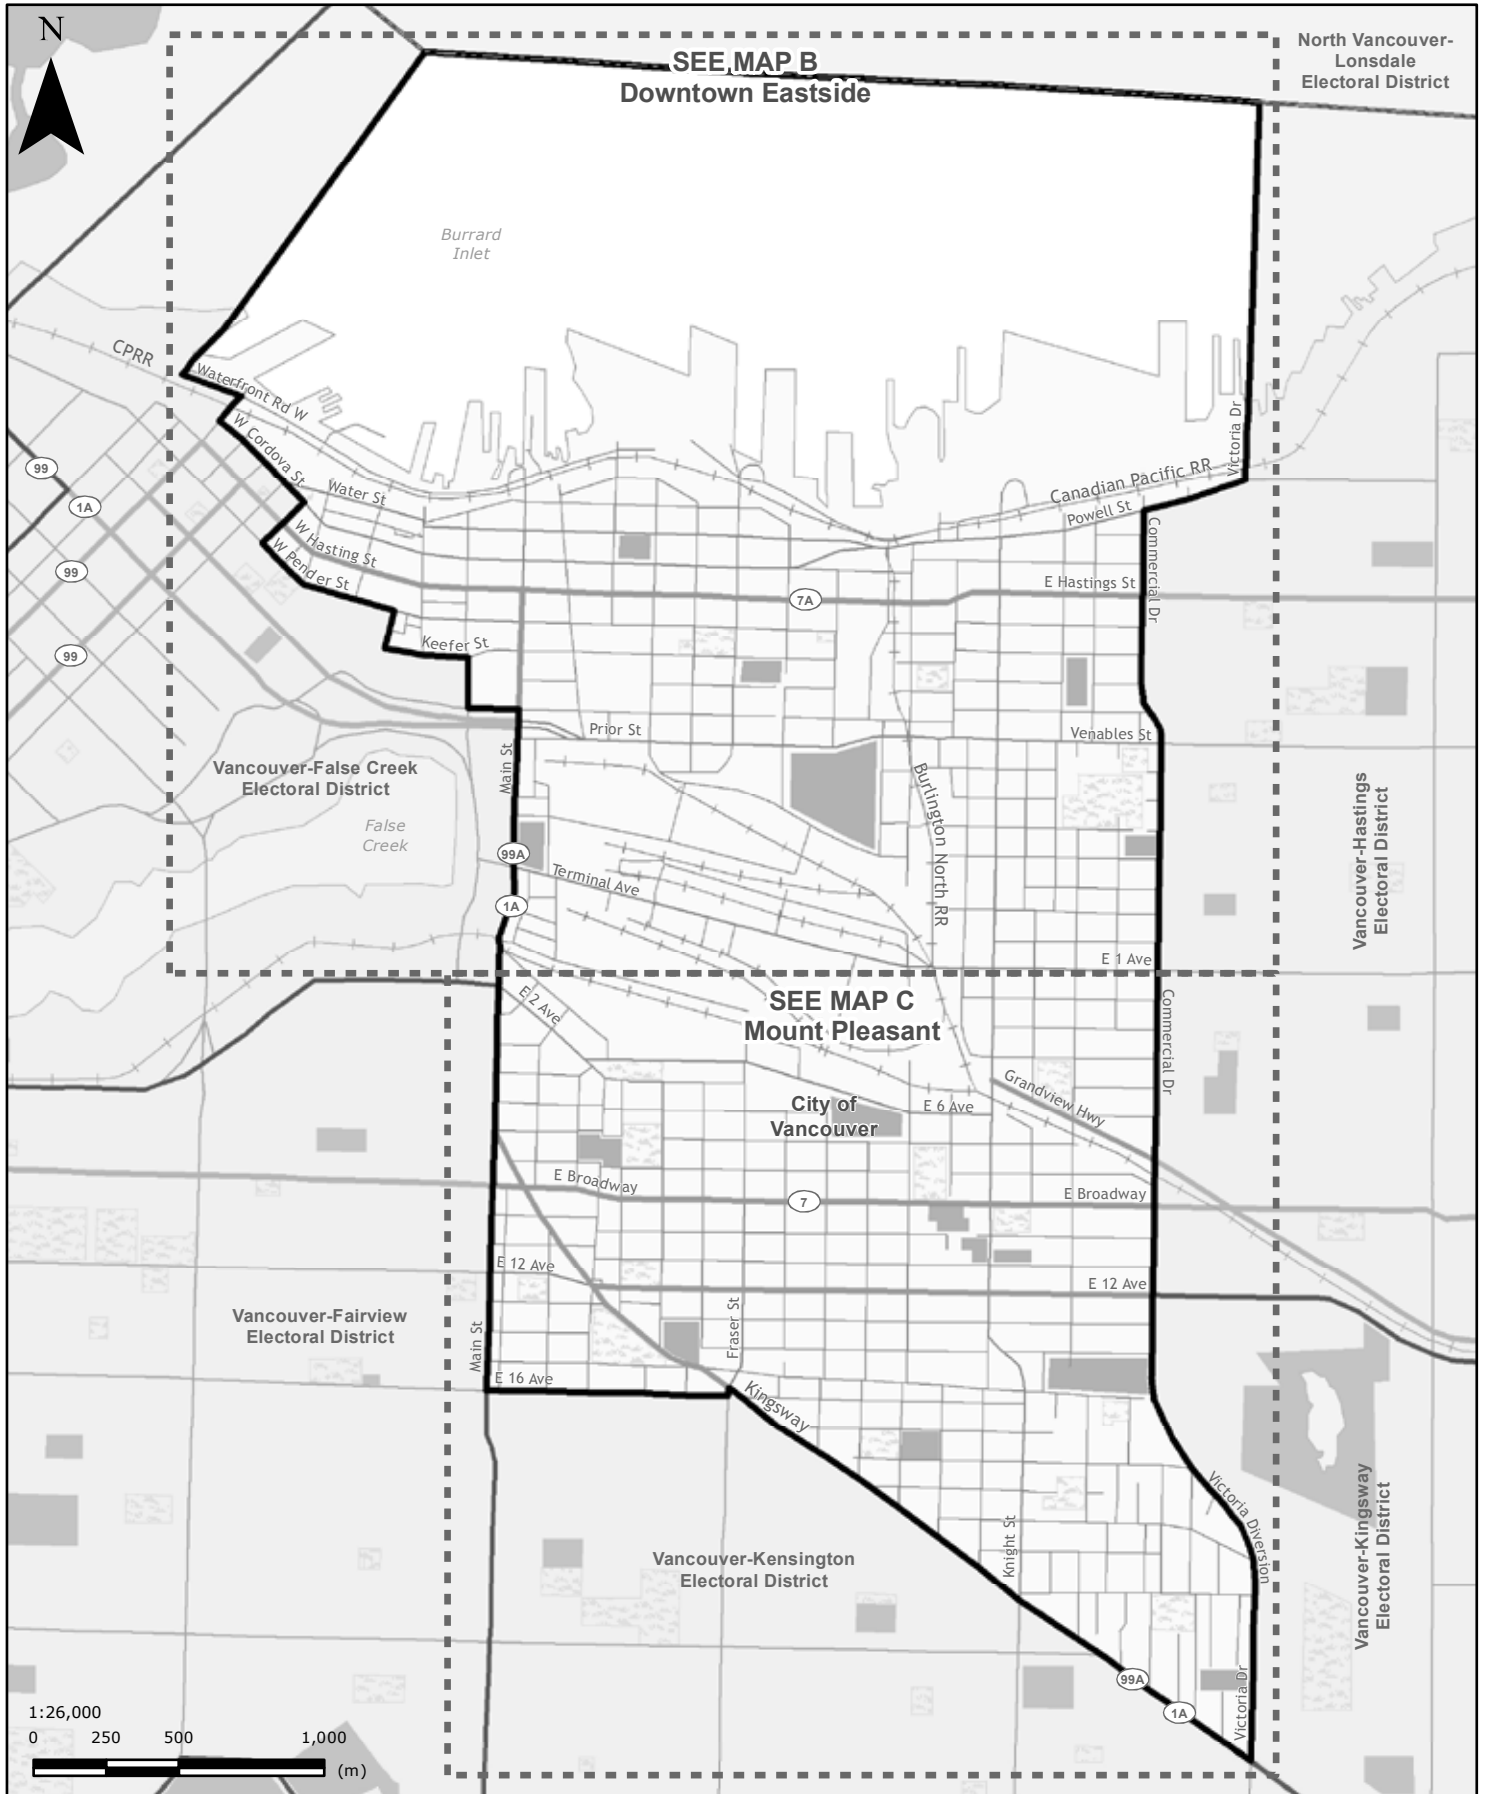 N
SEE MAP B
Downtown Eastside
North Vancouver-
Lonsdale
Electoral District
Burrard
Inlet
CPRR
Waterfront Rd W
W Cordova St
Water St
Victoria Dr
Canadian Pacific RR
Powell St
99
1A
99
99
W Hasting St
W Pender St
7A
E Hastings St
Commercial Dr
Keefer St
Prior St
Venables St
Main St
Vancouver-False Creek
Electoral District
False
Creek
Burlington North RR
Vancouver-Hastings
Electoral District
99A
Terminal Ave
1A
E 1 Ave
E 2 Ave
SEE MAP C
Mount Pleasant
Commercial Dr
City of
Vancouver
E 6 Ave
Grandview Hwy
E Broadway
7
E Broadway
E 12 Ave
E 12 Ave
Vancouver-Fairview
Electoral District
Main St
Fraser St
E 16 Ave
Kingsway
Victoria Diversion
Knight St
Vancouver-Kensington
Electoral District
Vancouver-Kingsway
Electoral District
99A
1A
Victoria Dr
1:26,000
0 250 500 1,000
(m)